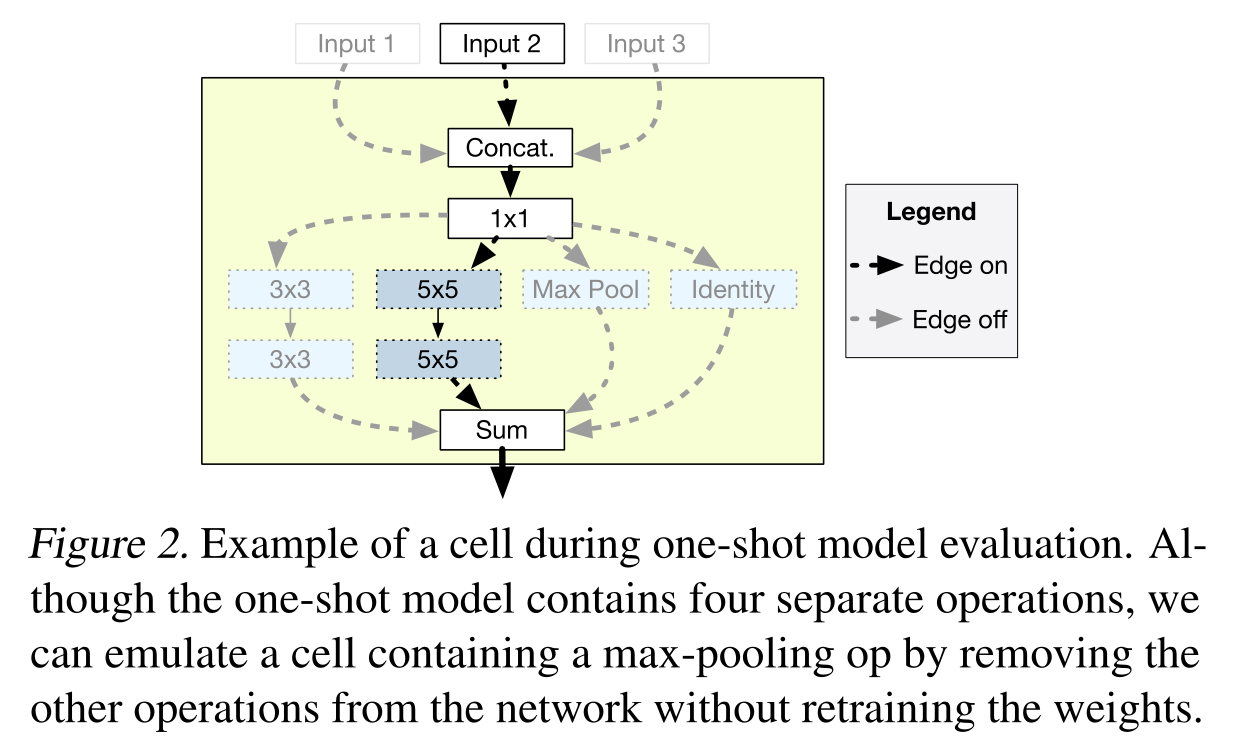 Input 1
Input 2
Input 3
Concat.
1x1
3x3
5x5
Max Pool
Identity
3x3
5x5
Sum
Legend
Edge on
Edge off
Figure 2. Example of a cell during one-shot model evaluation. Al-
though the one-shot model contains four separate operations, we
can emulate a cell containing a max-pooling op by removing the
other operations from the network without retraining the weights.